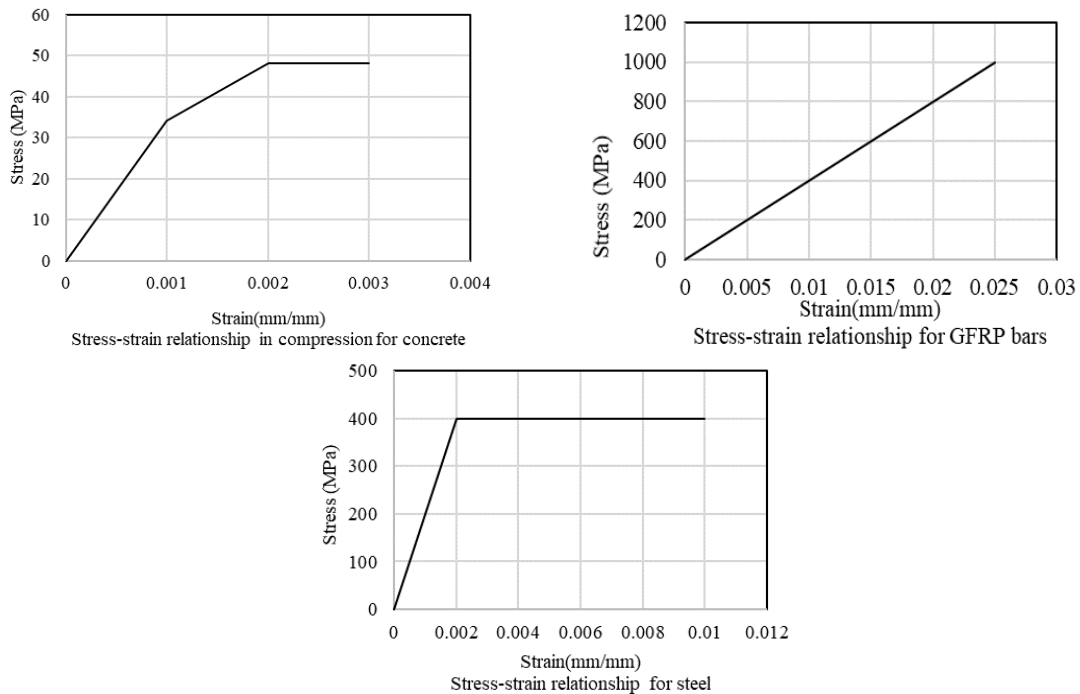 60
50
40
30
20
10
0
Stress (MPa)
0 0.001 0.002 0.003 0.004
Strain(mm/mm)
Stress-strain relationship in compression for concrete
1200
1000
800
600
400
200
0
Stress (MPa)
0 0.005 0.01 0.015 0.02 0.025 0.03
Strain(mm/mm)
Stress-strain relationship for GFRP bars
500
400
300
200
100
0
Stress (MPa)
0 0.002 0.004 0.006 0.008 0.01 0.012
Strain(mm/mm)
Stress-strain relationship for steel